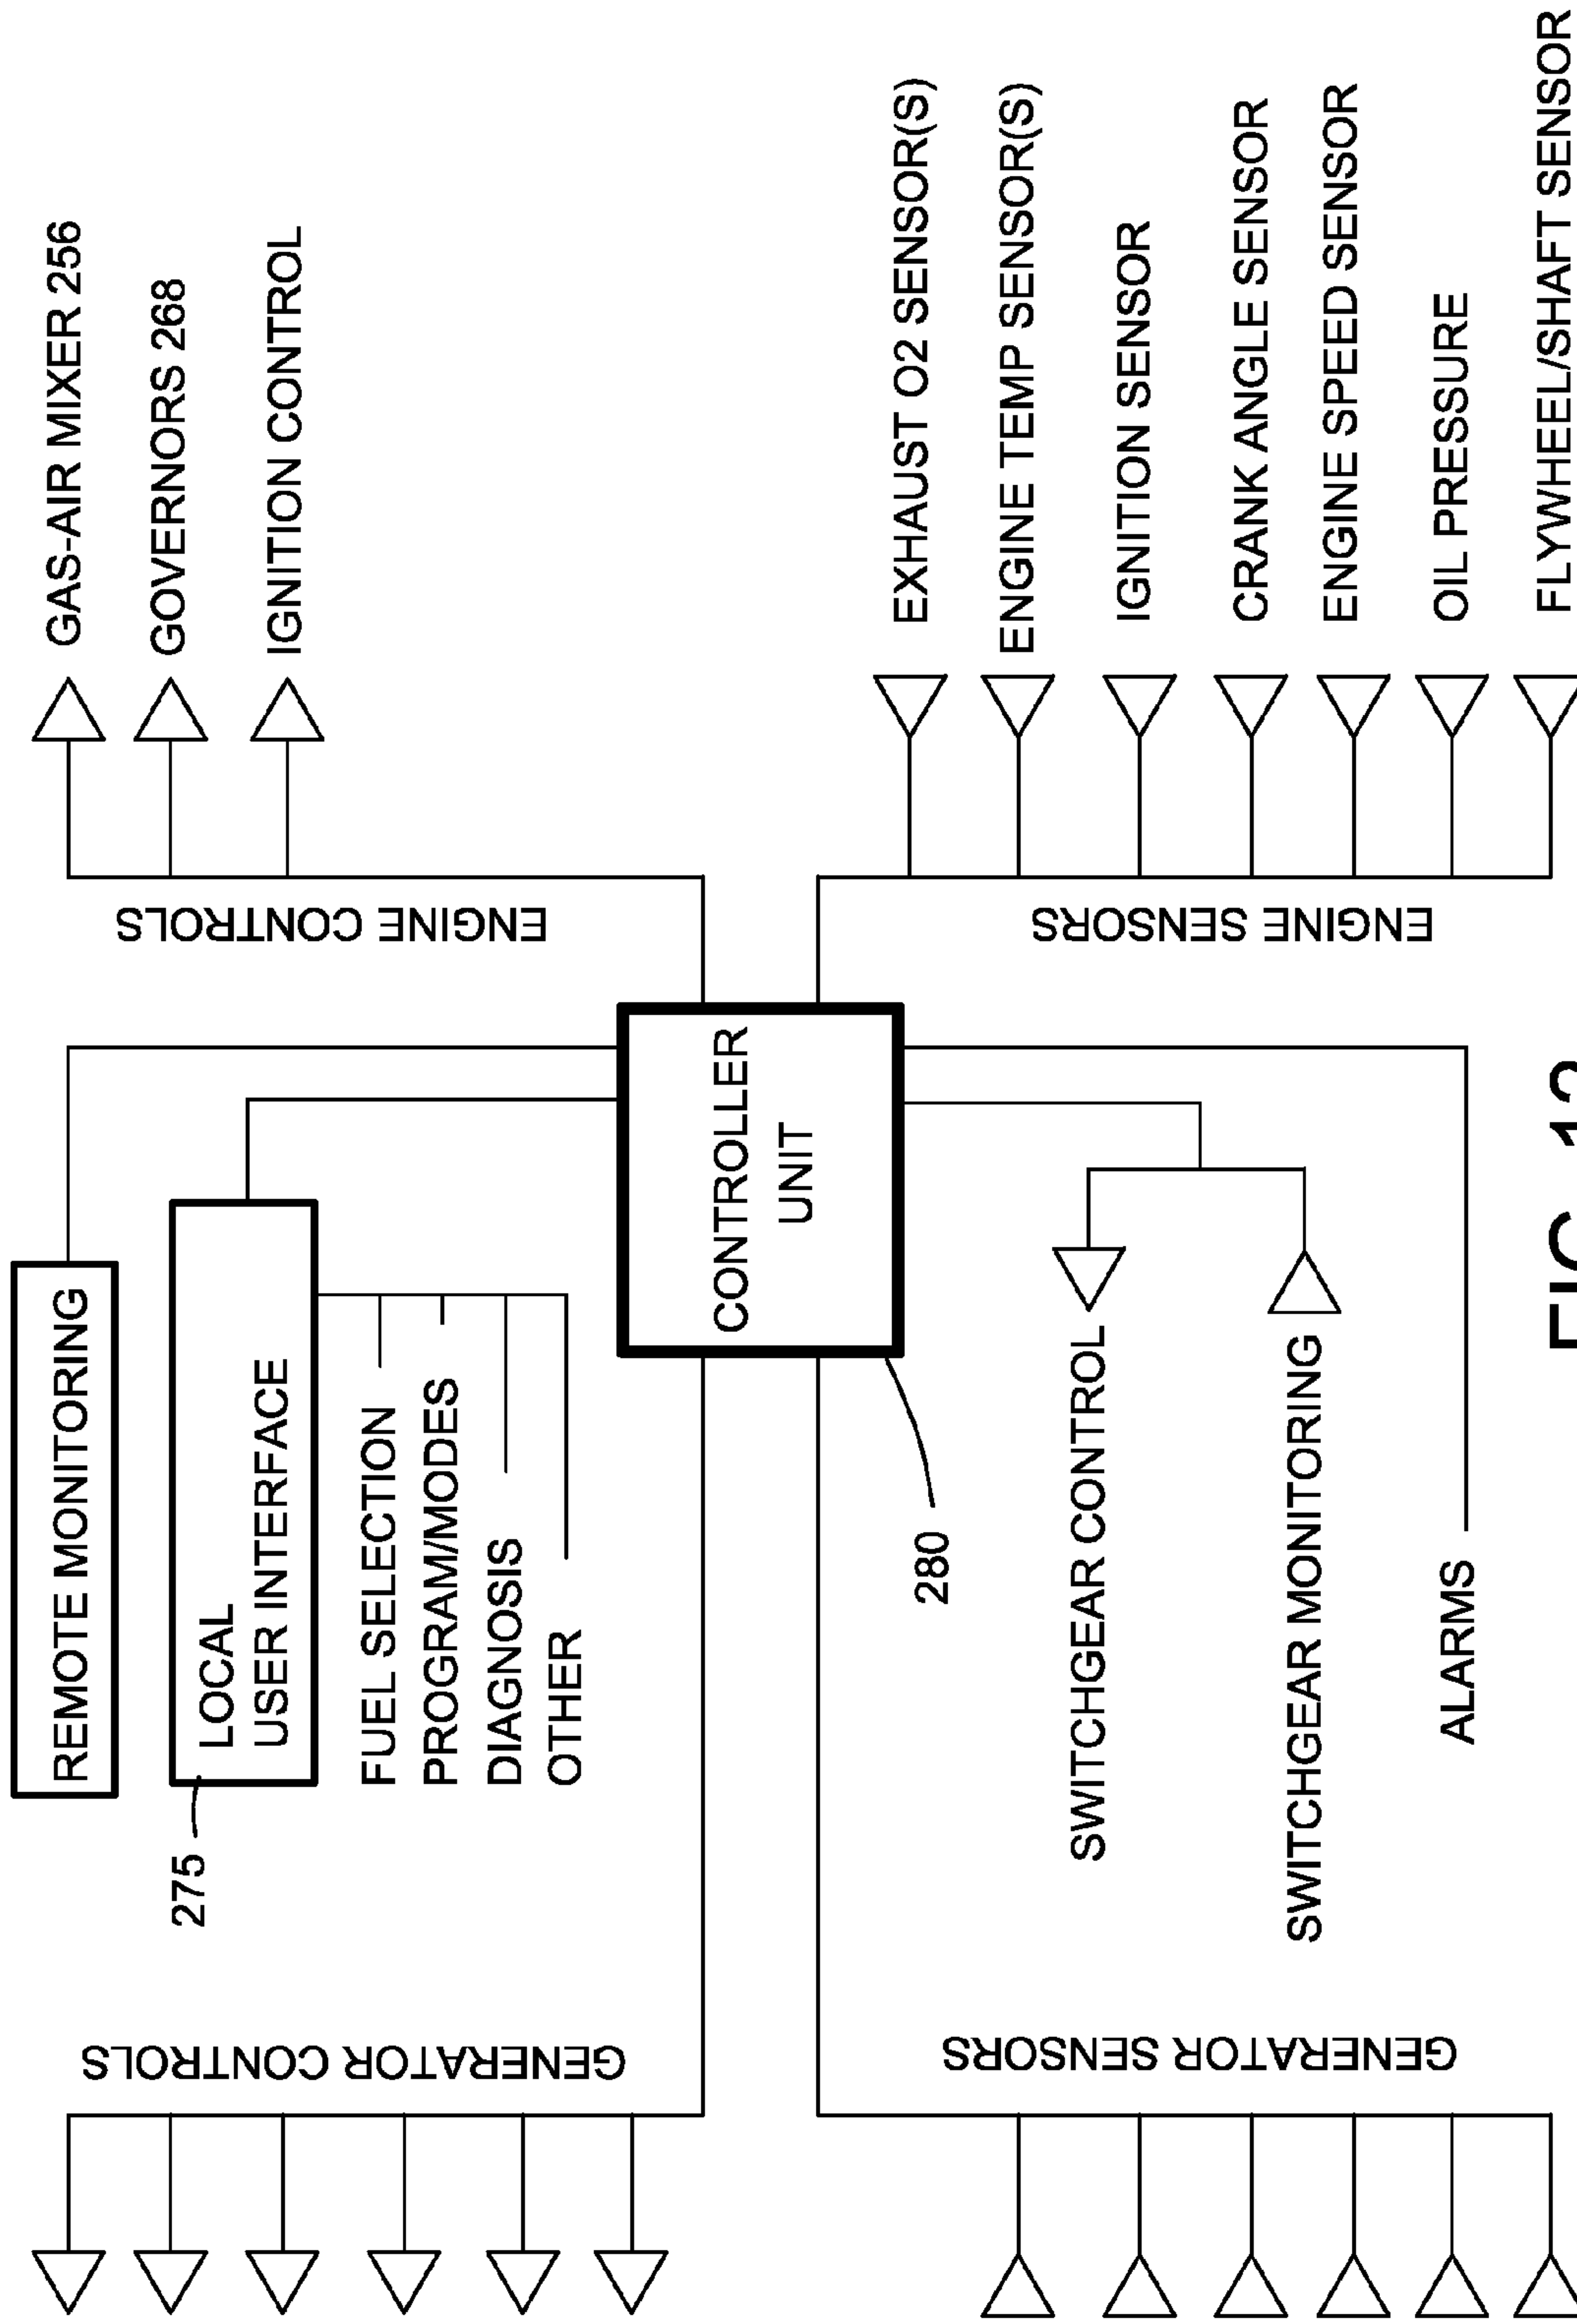 REMOTE MONITORING
275
LOCAL
USER INTERFACE
FUEL SELECTION
PROGRAM/MODES
DIAGNOSIS
OTHER
GENERATOR CONTROLS
ENGINE CONTROLS
GAS-AIR MIXER 256
GOVERNORS 268
IGNITION CONTROL
CONTROLLER
UNIT
280
GENERATOR SENSORS
SWITCHGEAR CONTROL
SWITCHGEAR MONITORING
ALARMS
ENGINE SENSORS
EXHAUST O2 SENSOR(S)
ENGINE TEMP SENSOR(S)
IGNITION SENSOR
CRANK ANGLE SENSOR
ENGINE SPEED SENSOR
OIL PRESSURE
FLYWHEEL/SHAFT SENSOR